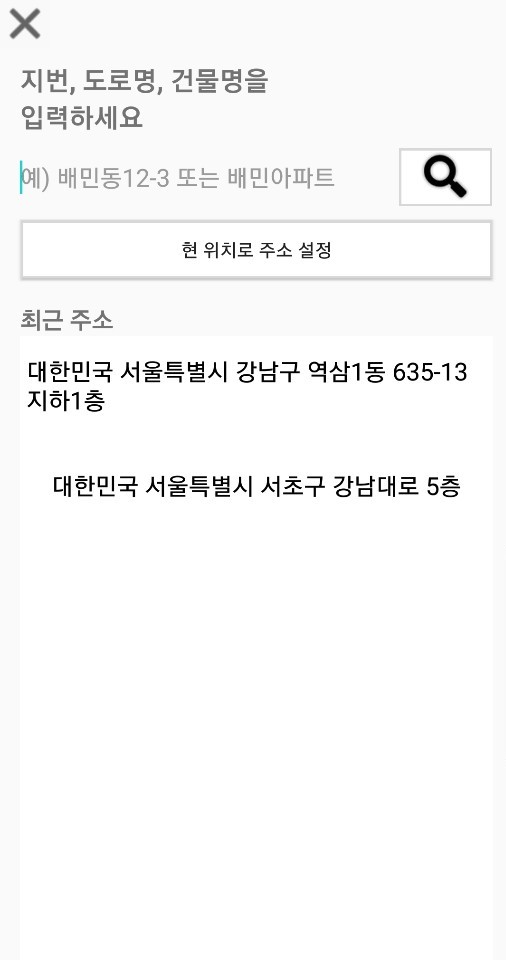 지번, 도로명, 건물명을
입력하세요
예) 배민동12-3 또는 배민아파트
현 위치로 주소 설정
최근 주소
대한민국 서울특별시 강남구 역삼1동 635-13
지하1층
대한민국 서울특별시 서초구 강남대로 5층